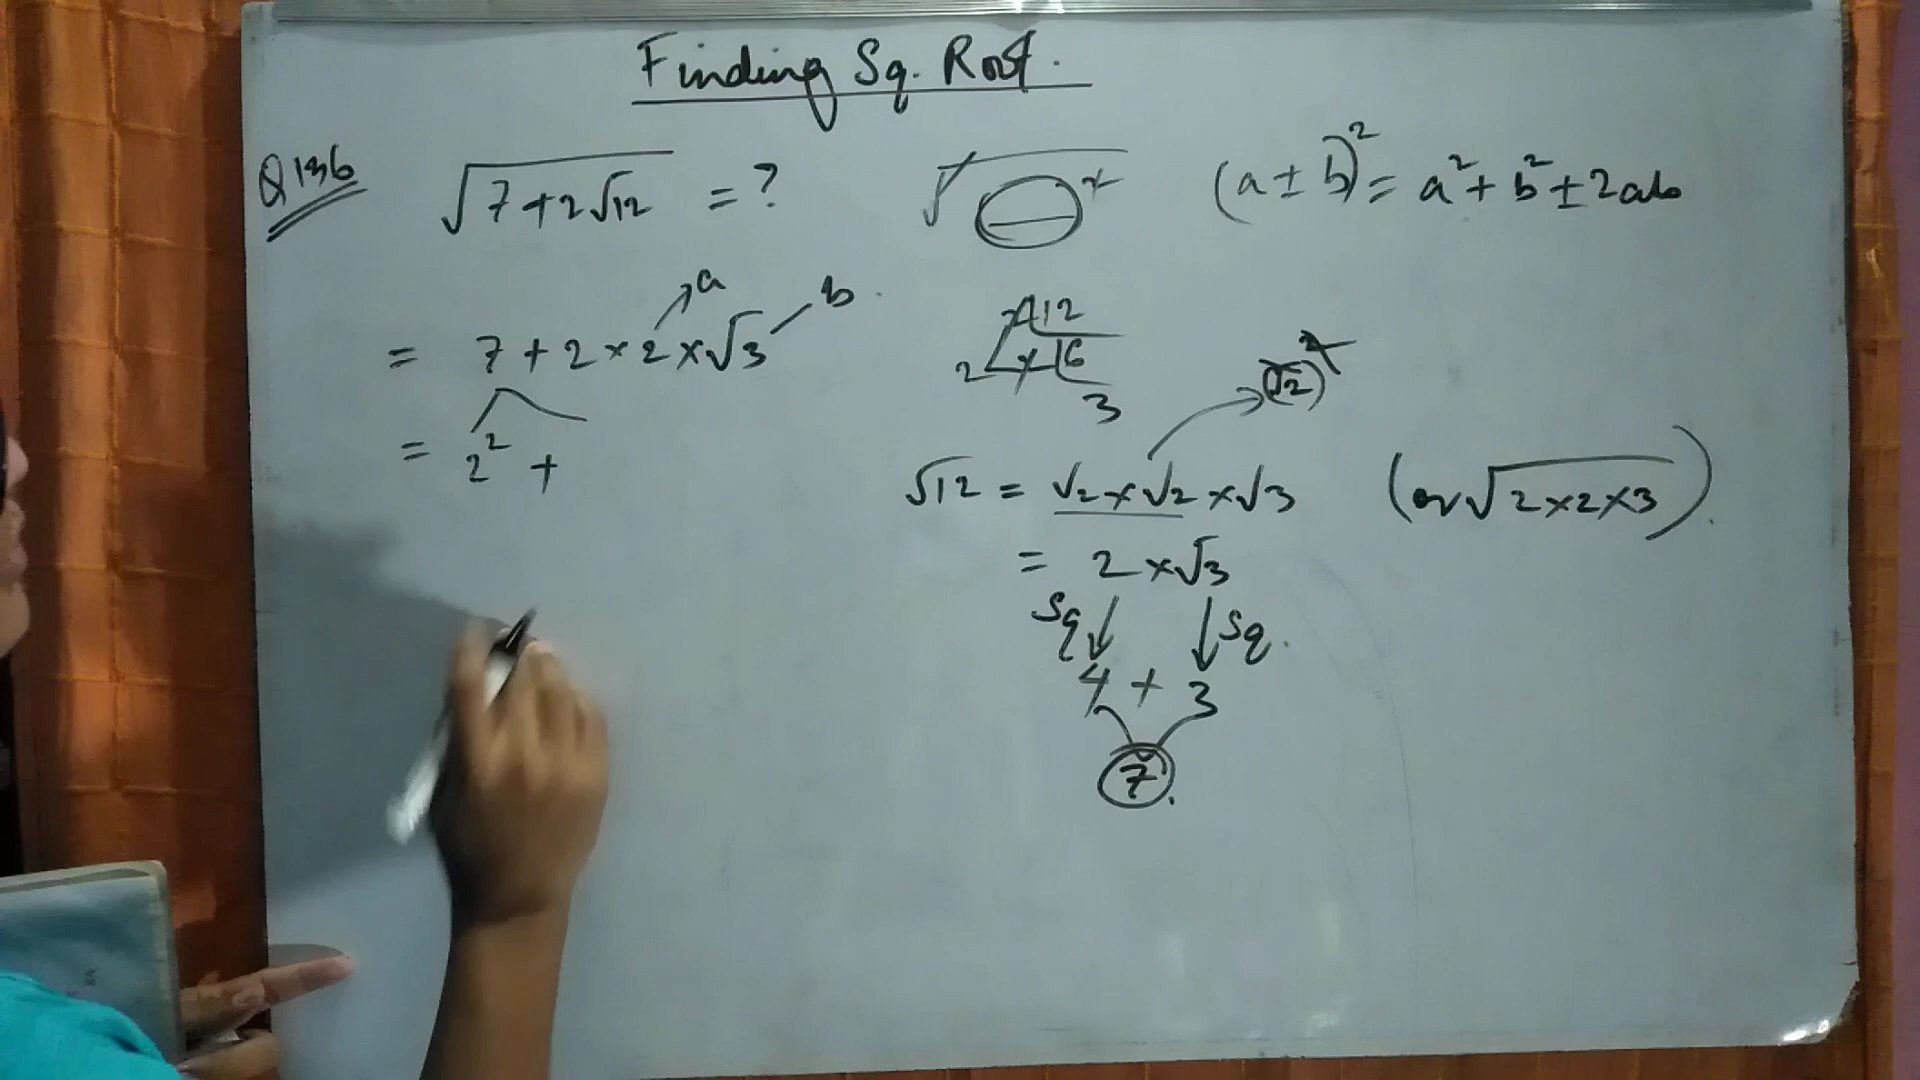 Finding Sq. Root.
Q136
√(7+2√12) = ?
√( )²
(a ± b)² = a² + b² ± 2ab
a
b
= 7 + 2 × 2 × √3
= 2² +
2 12
2 6
3
(√2)²
√12 = √2 × √2 × √3 (or √(2×2×3)).
= 2 × √3
Sq Sq.
4 + 3
7.